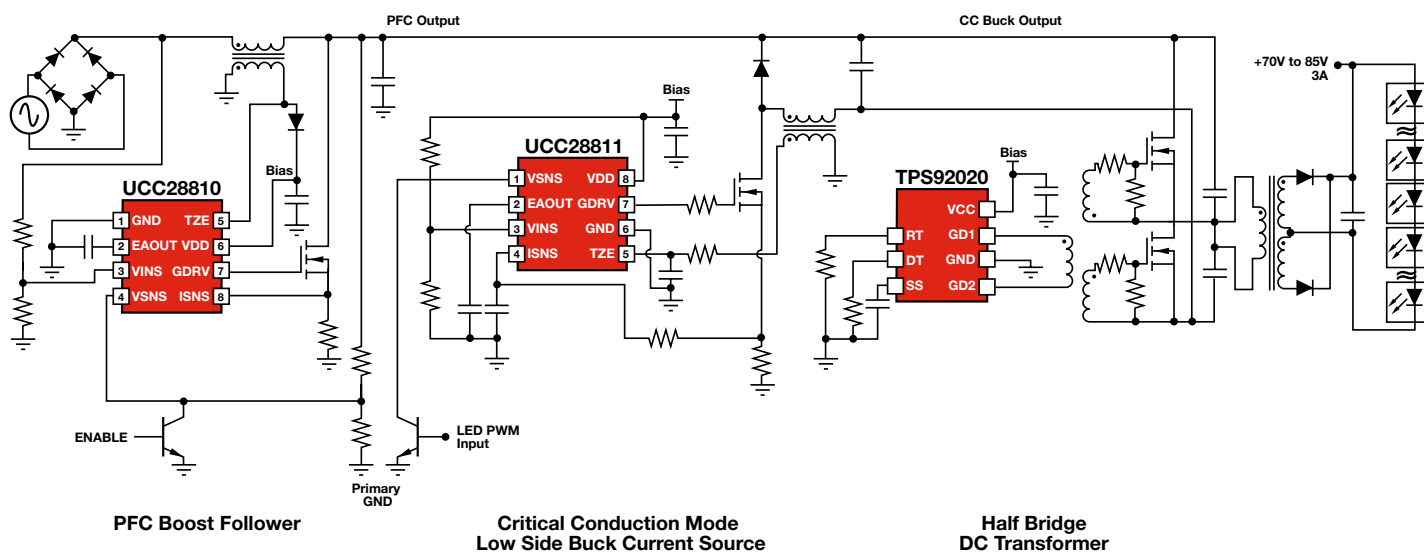 PFC Output
CC Buck Output
+70V to 85V
3A
Bias
UCC28811
1 VSNS VDD 8
2 EAOUT GDRV 7
3 VINS GND 6
4 ISNS TZE 5
Bias
UCC28810
1 GND TZE 5
2 EAOUT VDD 6
3 VINS GDRV 7
4 VSNS ISNS 8
Bias
TPS92020
VCC
RT GD1
DT GND
SS GD2
ENABLE
LED PWM
Input
Primary
GND
PFC Boost Follower
Critical Conduction Mode
Low Side Buck Current Source
Half Bridge
DC Transformer